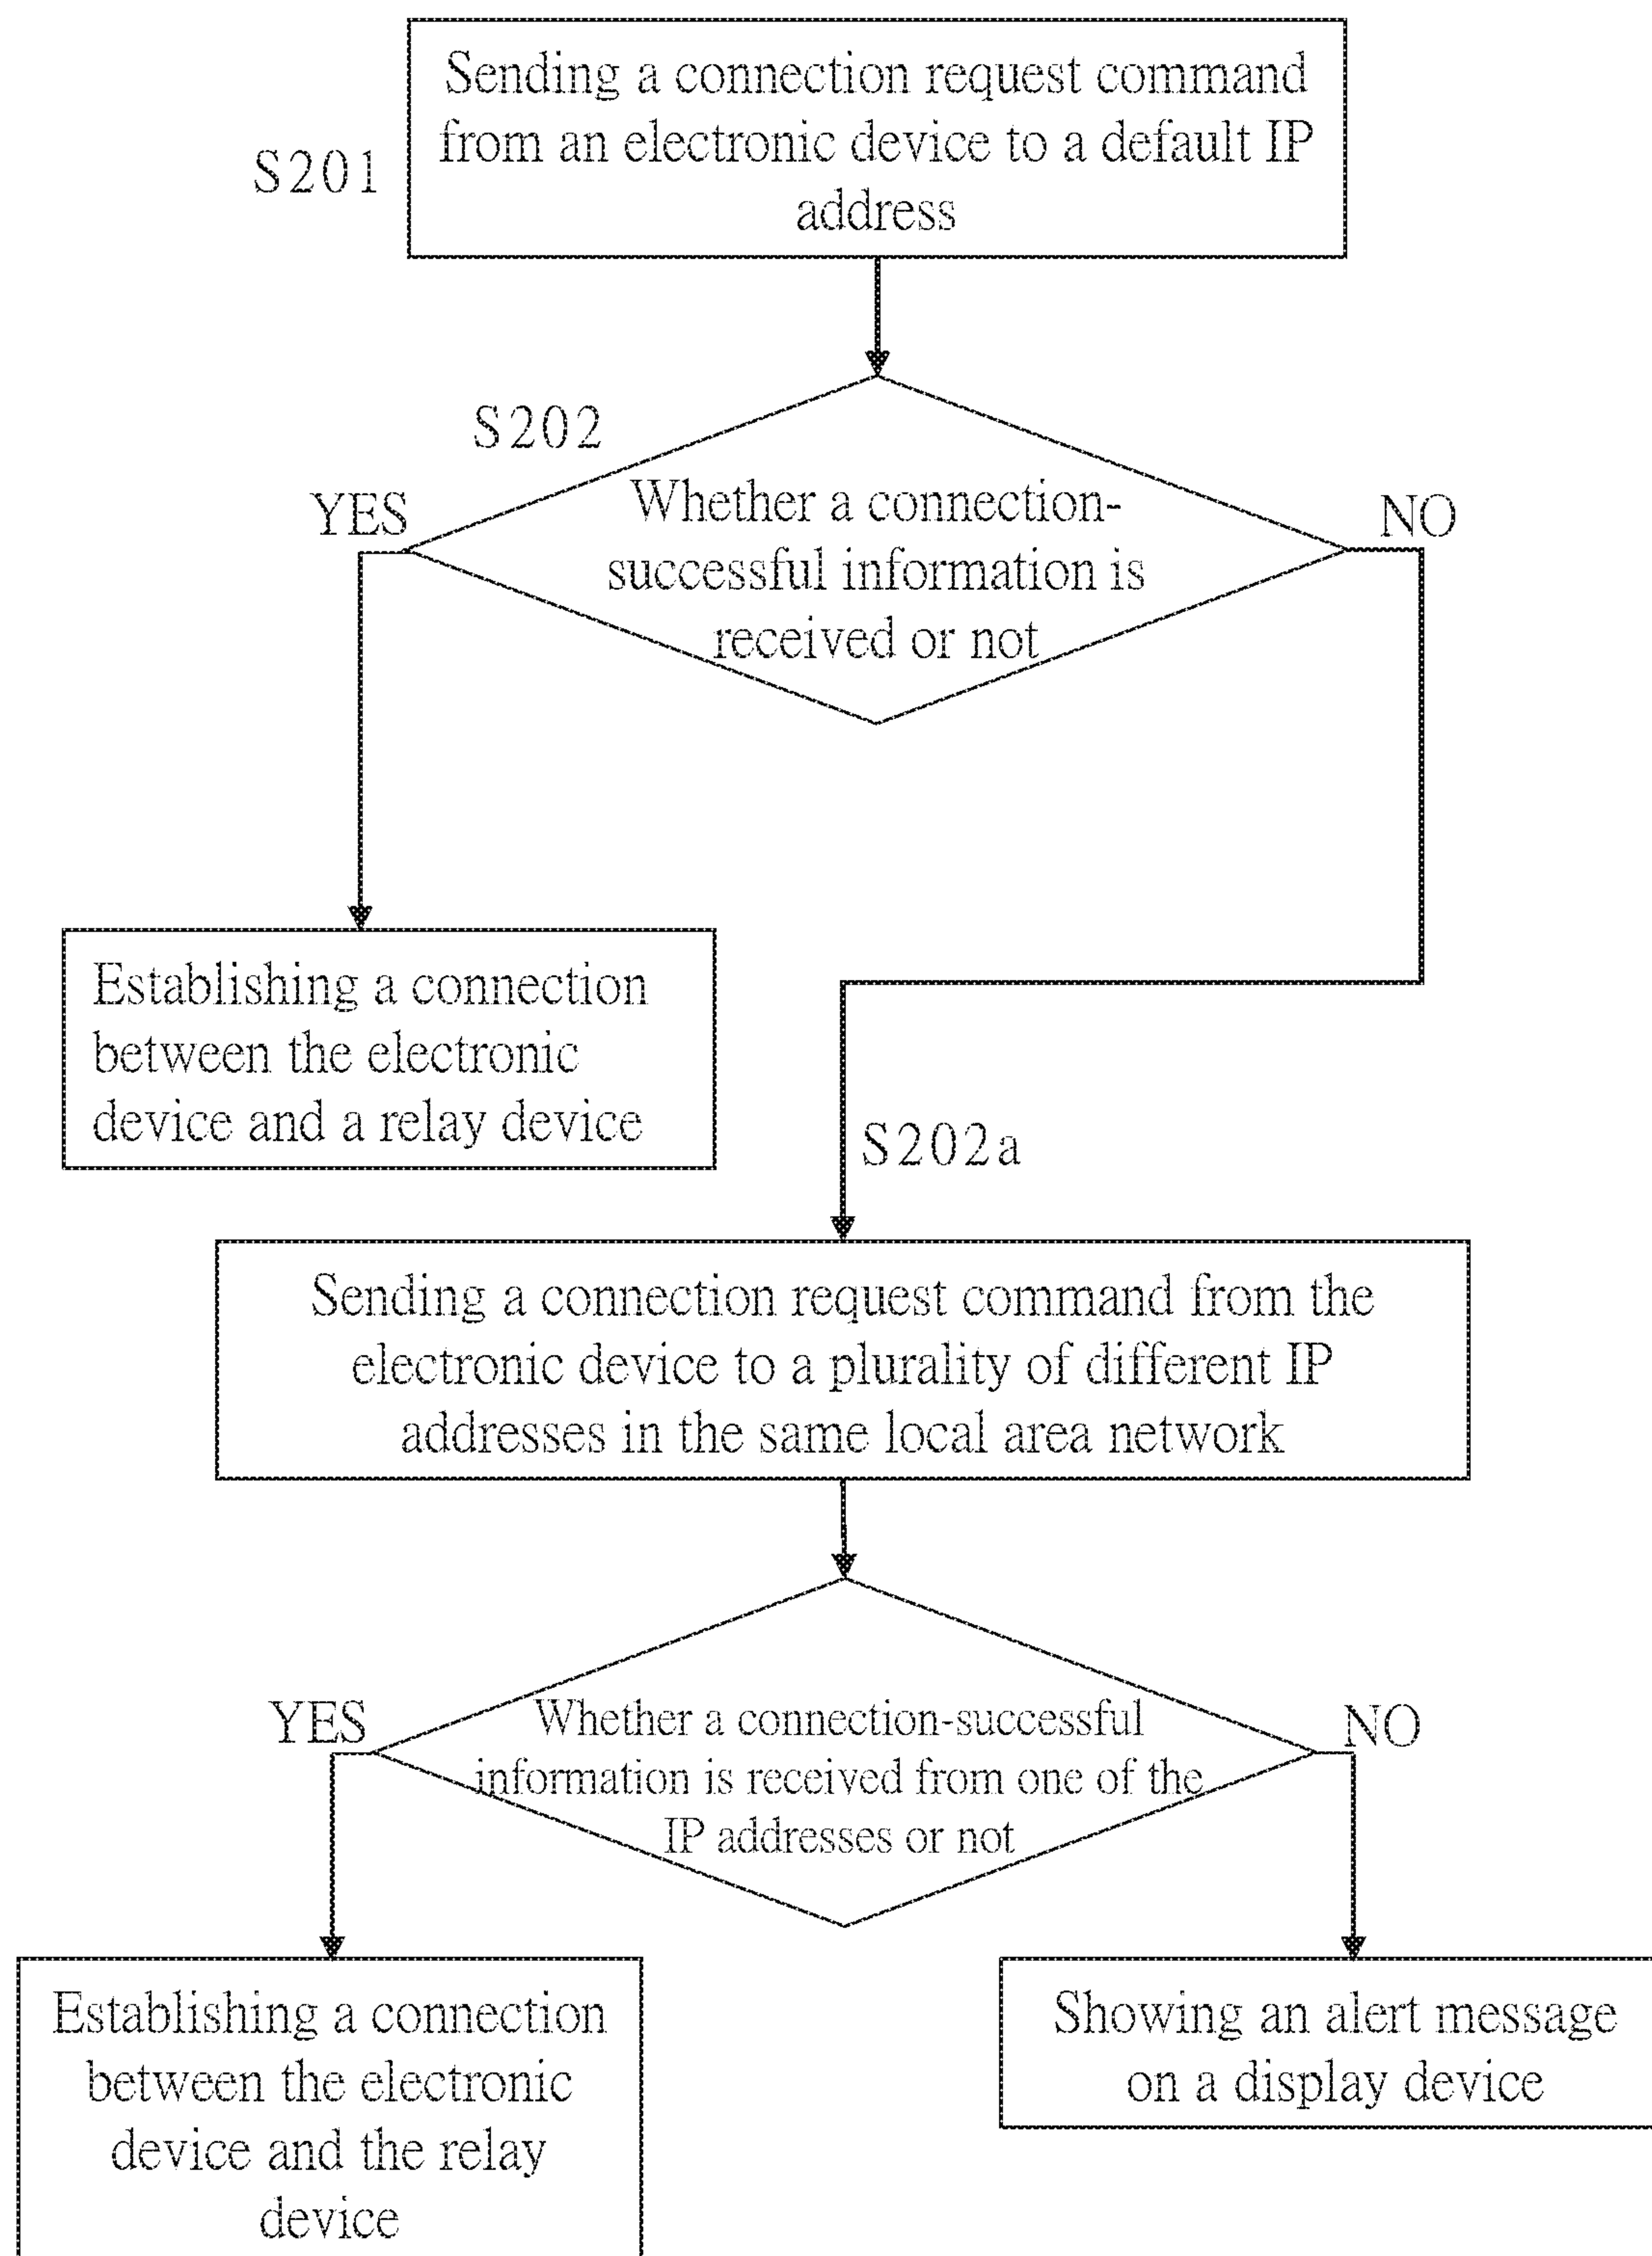 Sending a connection request command
from an electronic device to a default IP
address
S201
S202
Whether a connection-
successful information is
received or not
YES
NO
Establishing a connection
between the electronic
device and a relay device
S202a
Sending a connection request command from the
electronic device to a plurality of different IP
addresses in the same local area network
Whether a connection-successful
information is received from one of the
IP addresses or not
YES
NO
Establishing a connection
between the electronic
device and the relay
device
Showing an alert message
on a display device